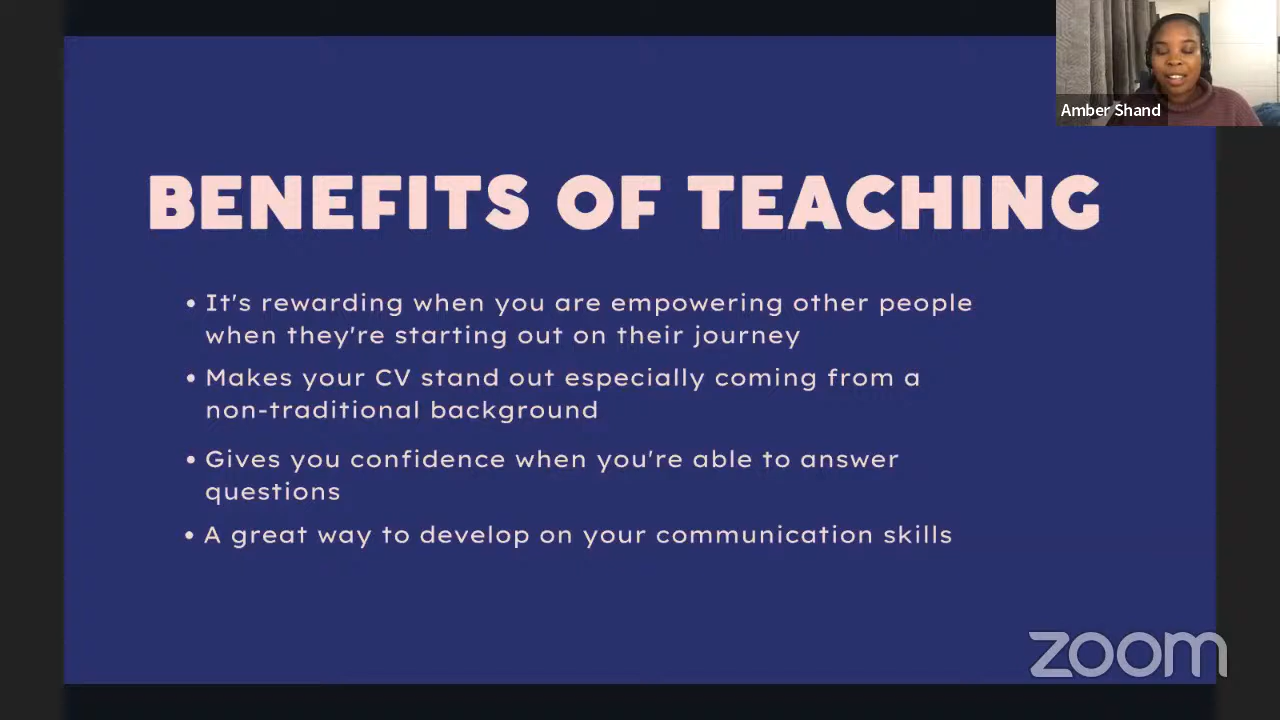 Amber Shand
BENEFITS OF TEACHING
• It's rewarding when you are empowering other people
when they're starting out on their journey
• Makes your CV stand out especially coming from a
non-traditional background
• Gives you confidence when you're able to answer
questions
• A great way to develop on your communication skills
zoom